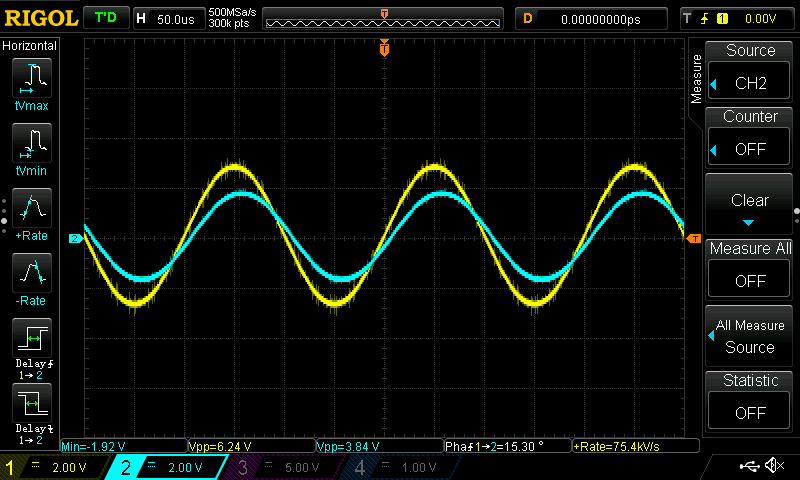 RIGOL T'D H 50.0us 500MSa/s 300k pts T D 0.00000000ps T 1 0.00V
Horizontal
tVmax
tVmin
+Rate
-Rate
Delay
1→2
Delay
1→2
T
2
T
Measure
Source
CH2
Counter
OFF
Clear
Measure All
OFF
All Measure
Source
Statistic
OFF
Min=-1.92 V Vpp=6.24 V Vpp=3.84 V Pha 1→2=15.30 ° +Rate=75.4kV/s
1 2.00 V 2 2.00 V 3 5.00 V 4 1.00 V